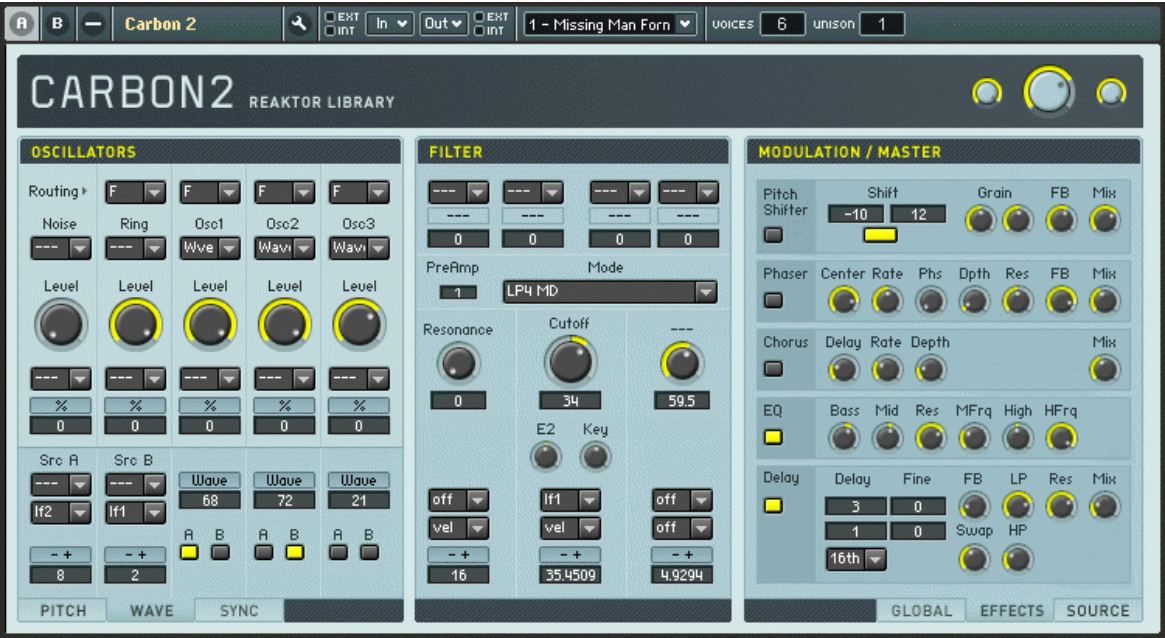 A B Carbon 2 EXT INT In Out EXT INT 1 - Missing Man Forn VOICES 6 UNISON 1
CARBON2 REAKTOR LIBRARY
OSCILLATORS
Routing F F F F
Noise Ring Osc1 Osc2 Osc3
--- --- Wve Wav Wav
Level Level Level Level Level
--- --- --- --- ---
% % % % %
0 0 0 0 0
Src A Src B
--- --- Wave Wave Wave
lf2 lf1 68 72 21
A B A B A B
- + - +
8 2
PITCH WAVE SYNC
FILTER
--- --- --- ---
--- --- --- ---
0 0 0 0
PreAmp Mode
1 LP4 MD
Resonance Cutoff ---
0 34 59.5
E2 Key
off lf1 off
vel vel off
- + - + - +
16 35.4509 4.9294
MODULATION / MASTER
Pitch Shifter Shift Grain FB Mix
-10 12
Phaser Center Rate Phs Dpth Res FB Mix
Chorus Delay Rate Depth Mix
EQ Bass Mid Res MFrq High HFrq
Delay Delay Fine FB LP Res Mix
3 0
1 0 Swap HP
16th
GLOBAL EFFECTS SOURCE